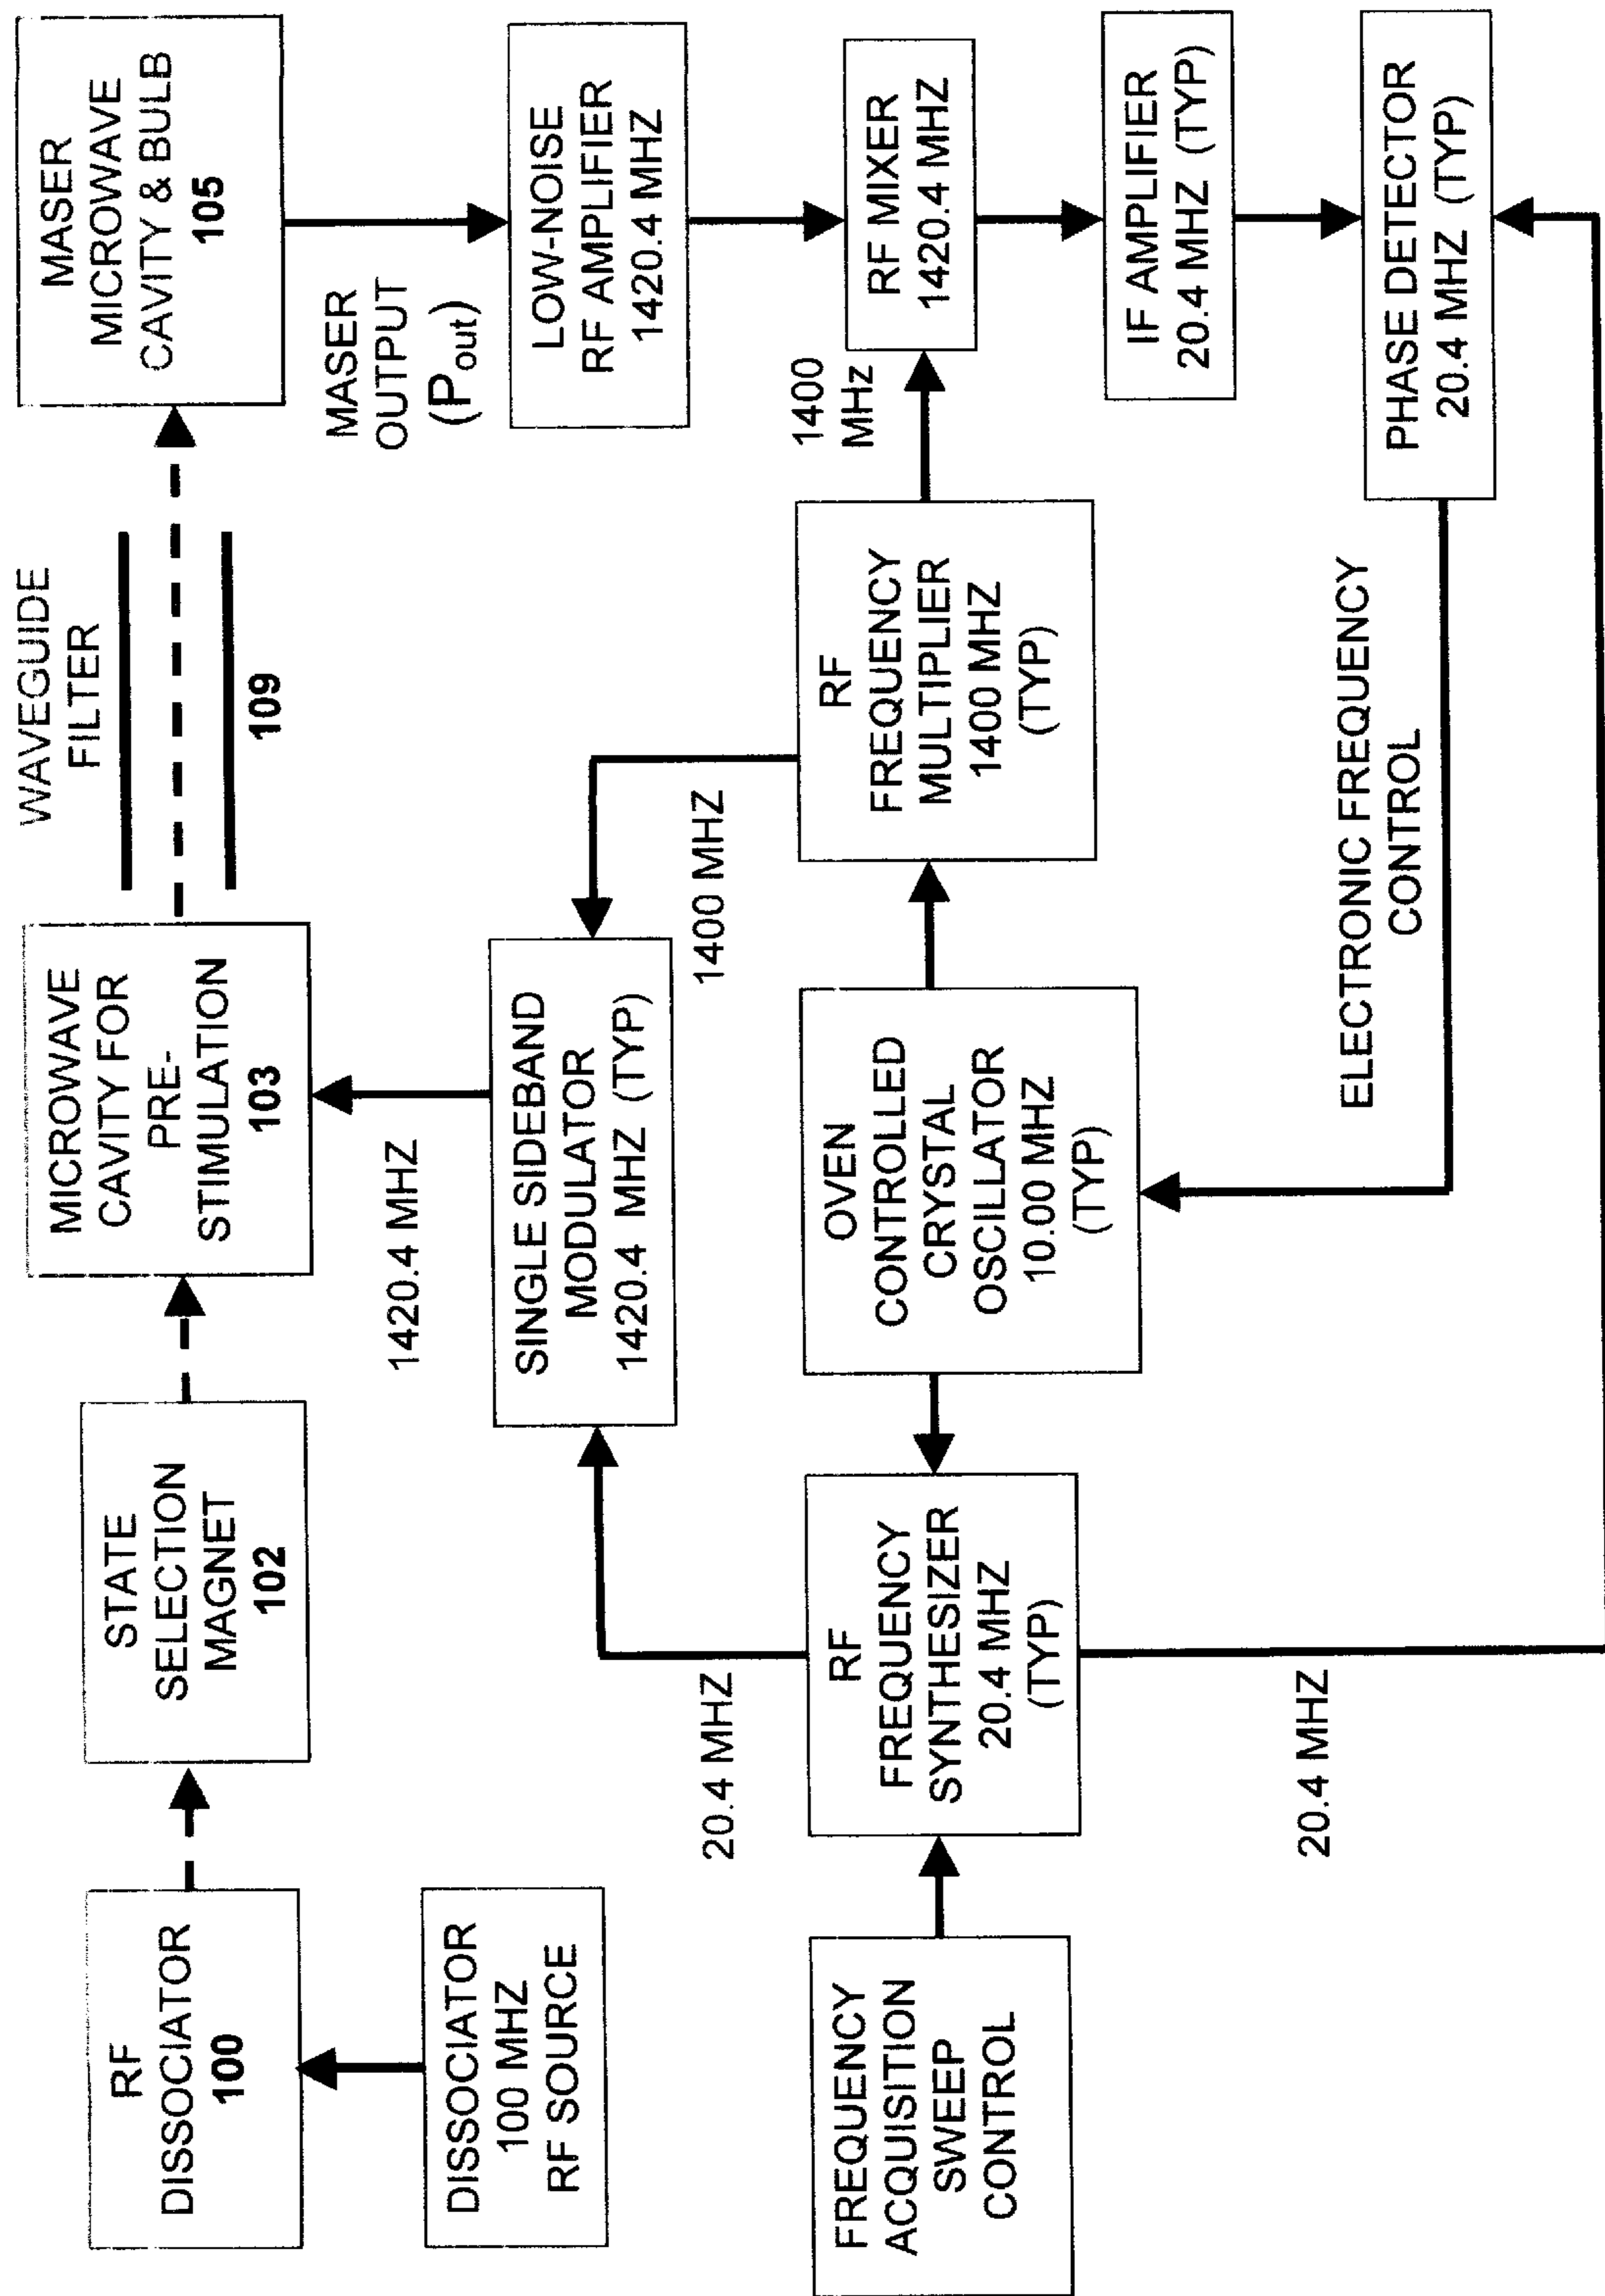 RF
DISSOCIATOR
100
STATE
SELECTION
MAGNET
102
MICROWAVE
CAVITY FOR
PRE-
STIMULATION
103
WAVEGUIDE
FILTER
109
MASER
MICROWAVE
CAVITY & BULB
105
DISSOCIATOR
100 MHZ
RF SOURCE
1420.4 MHZ
MASER
OUTPUT
(Pout)
SINGLE SIDEBAND
MODULATOR
1420.4 MHZ (TYP)
LOW-NOISE
RF AMPLIFIER
1420.4 MHZ
20.4 MHZ
1400 MHZ
1400
MHz
FREQUENCY
ACQUISITION
SWEEP
CONTROL
RF
FREQUENCY
SYNTHESIZER
20.4 MHZ
(TYP)
OVEN
CONTROLLED
CRYSTAL
OSCILLATOR
10.00 MHZ
(TYP)
RF
FREQUENCY
MULTIPLIER
1400 MHZ
(TYP)
RF MIXER
1420.4 MHZ
IF AMPLIFIER
20.4 MHZ (TYP)
20.4 MHZ
ELECTRONIC FREQUENCY
CONTROL
PHASE DETECTOR
20.4 MHZ (TYP)